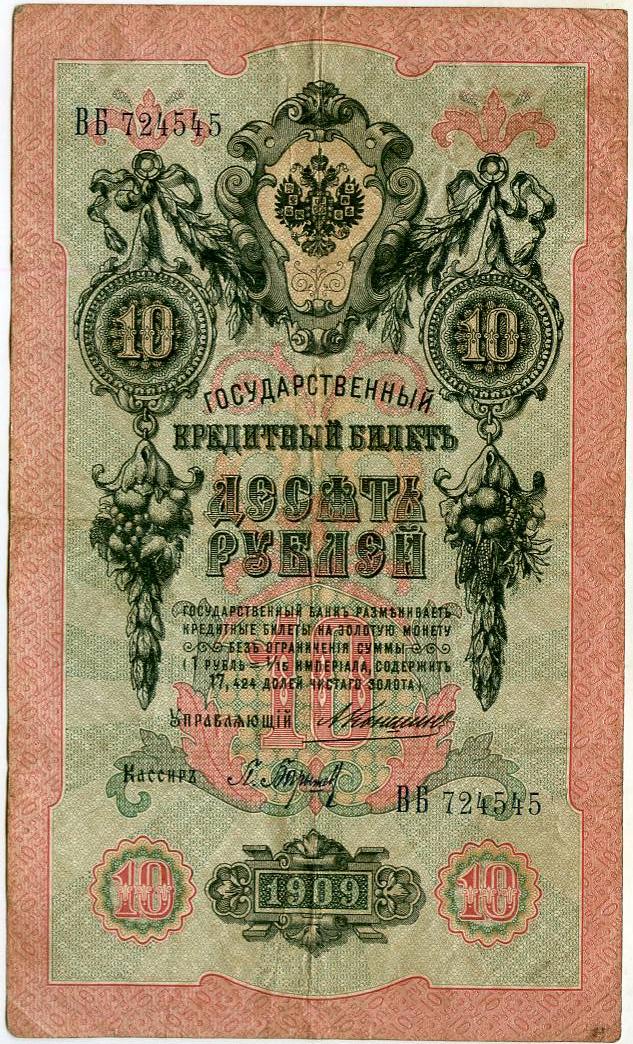 ВБ 724545
10 10
ГОСУДАРСТВЕННЫЙ
КРЕДИТНЫЙ БИЛЕТЪ
ДЕСЯТЬ
РУБЛЕЙ
ГОСУДАРСТВЕННЫЙ БАНКЪ РАЗМѢНИВАЕТЪ
КРЕДИТНЫЕ БИЛЕТЫ НА ЗОЛОТУЮ МОНЕТУ
БЕЗЪ ОГРАНИЧЕНІЯ СУММЫ
(1 РУБЛЬ = 1/15 ИМПЕРІАЛА, СОДЕРЖИТЪ
17,424 ДОЛЕЙ ЧИСТАГО ЗОЛОТА)
10
УПРАВЛЯЮЩІЙ
КАССИРЪ
ВБ 724545
10 1909 10